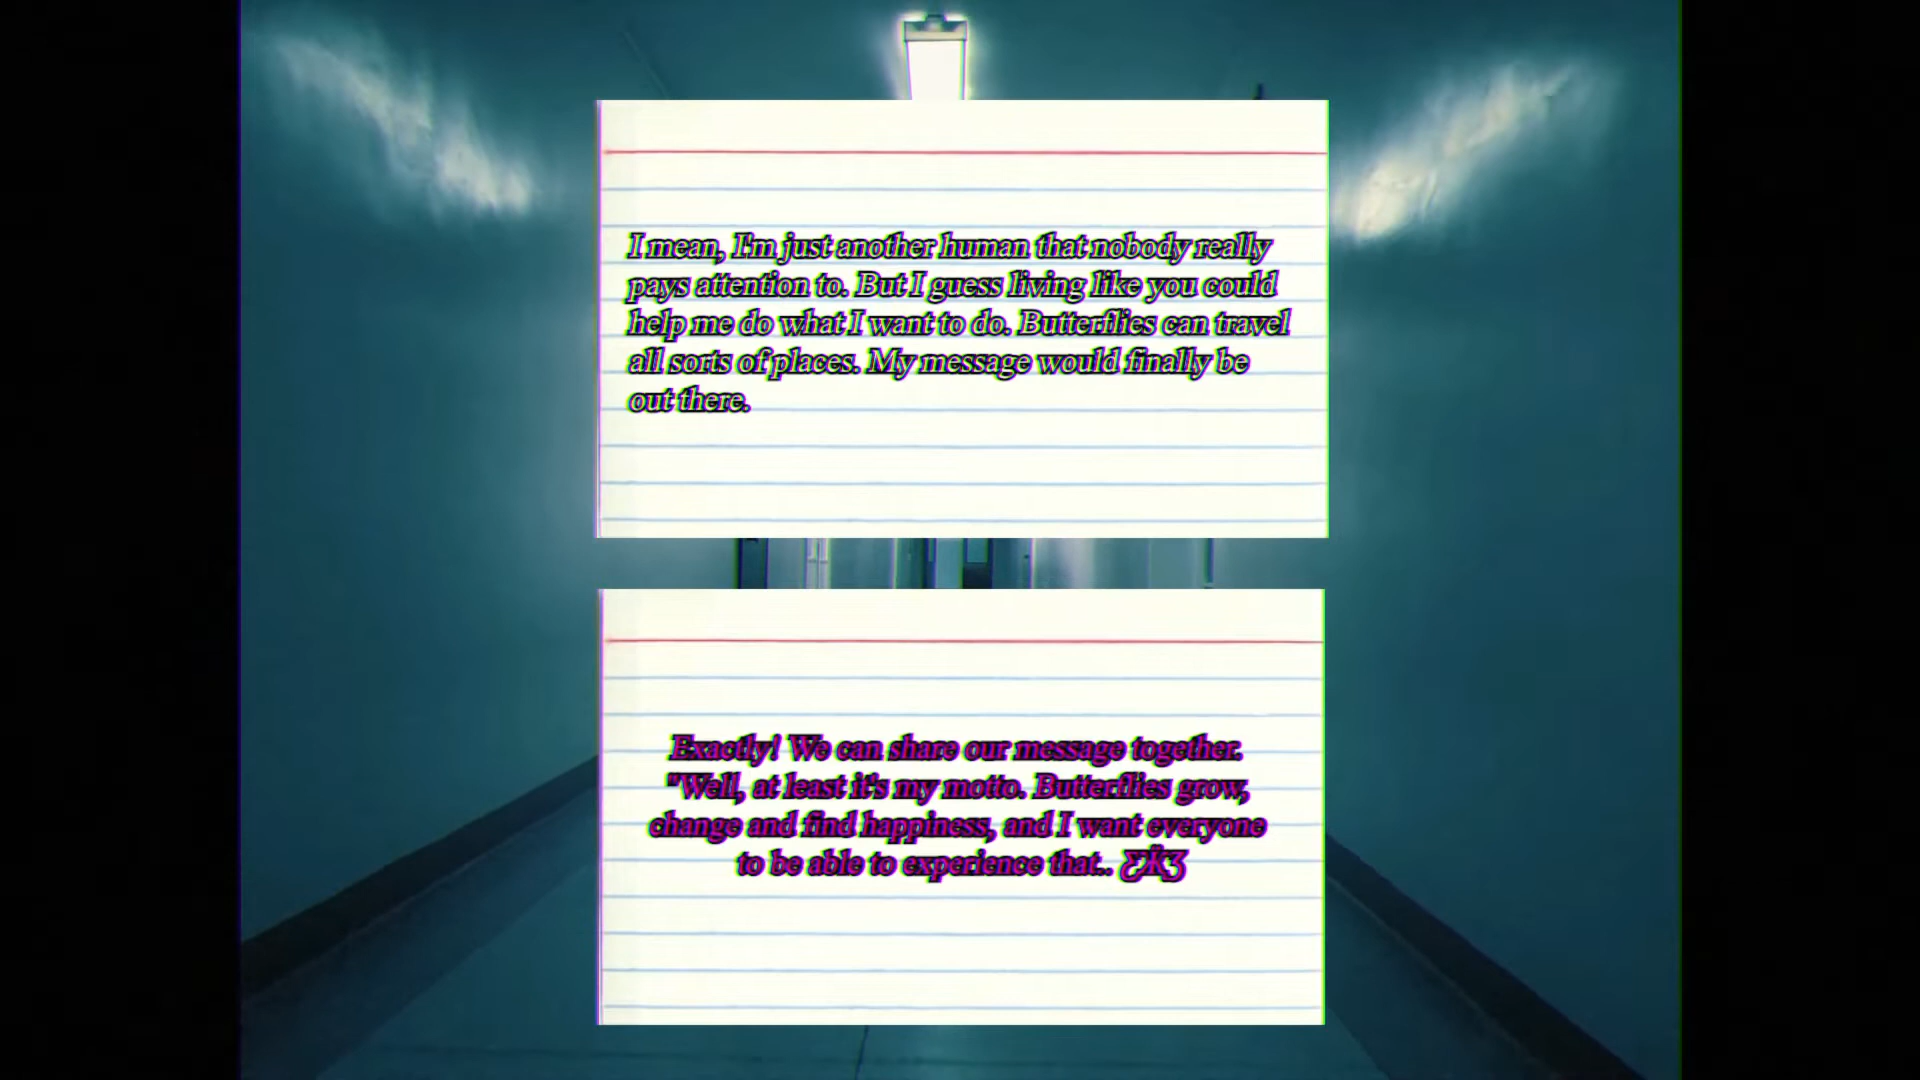 I mean, I'm just another human that nobody really
pays attention to. But I guess living like you could
help me do what I want to do. Butterflies can travel
all sorts of places. My message would finally be
out there.
Exactly! We can share our message together.
"Well, at least it's my motto. Butterflies grow,
change and find happiness, and I want everyone
to be able to experience that.. Ƹ̵̡Ӝ̵̨̄Ʒ